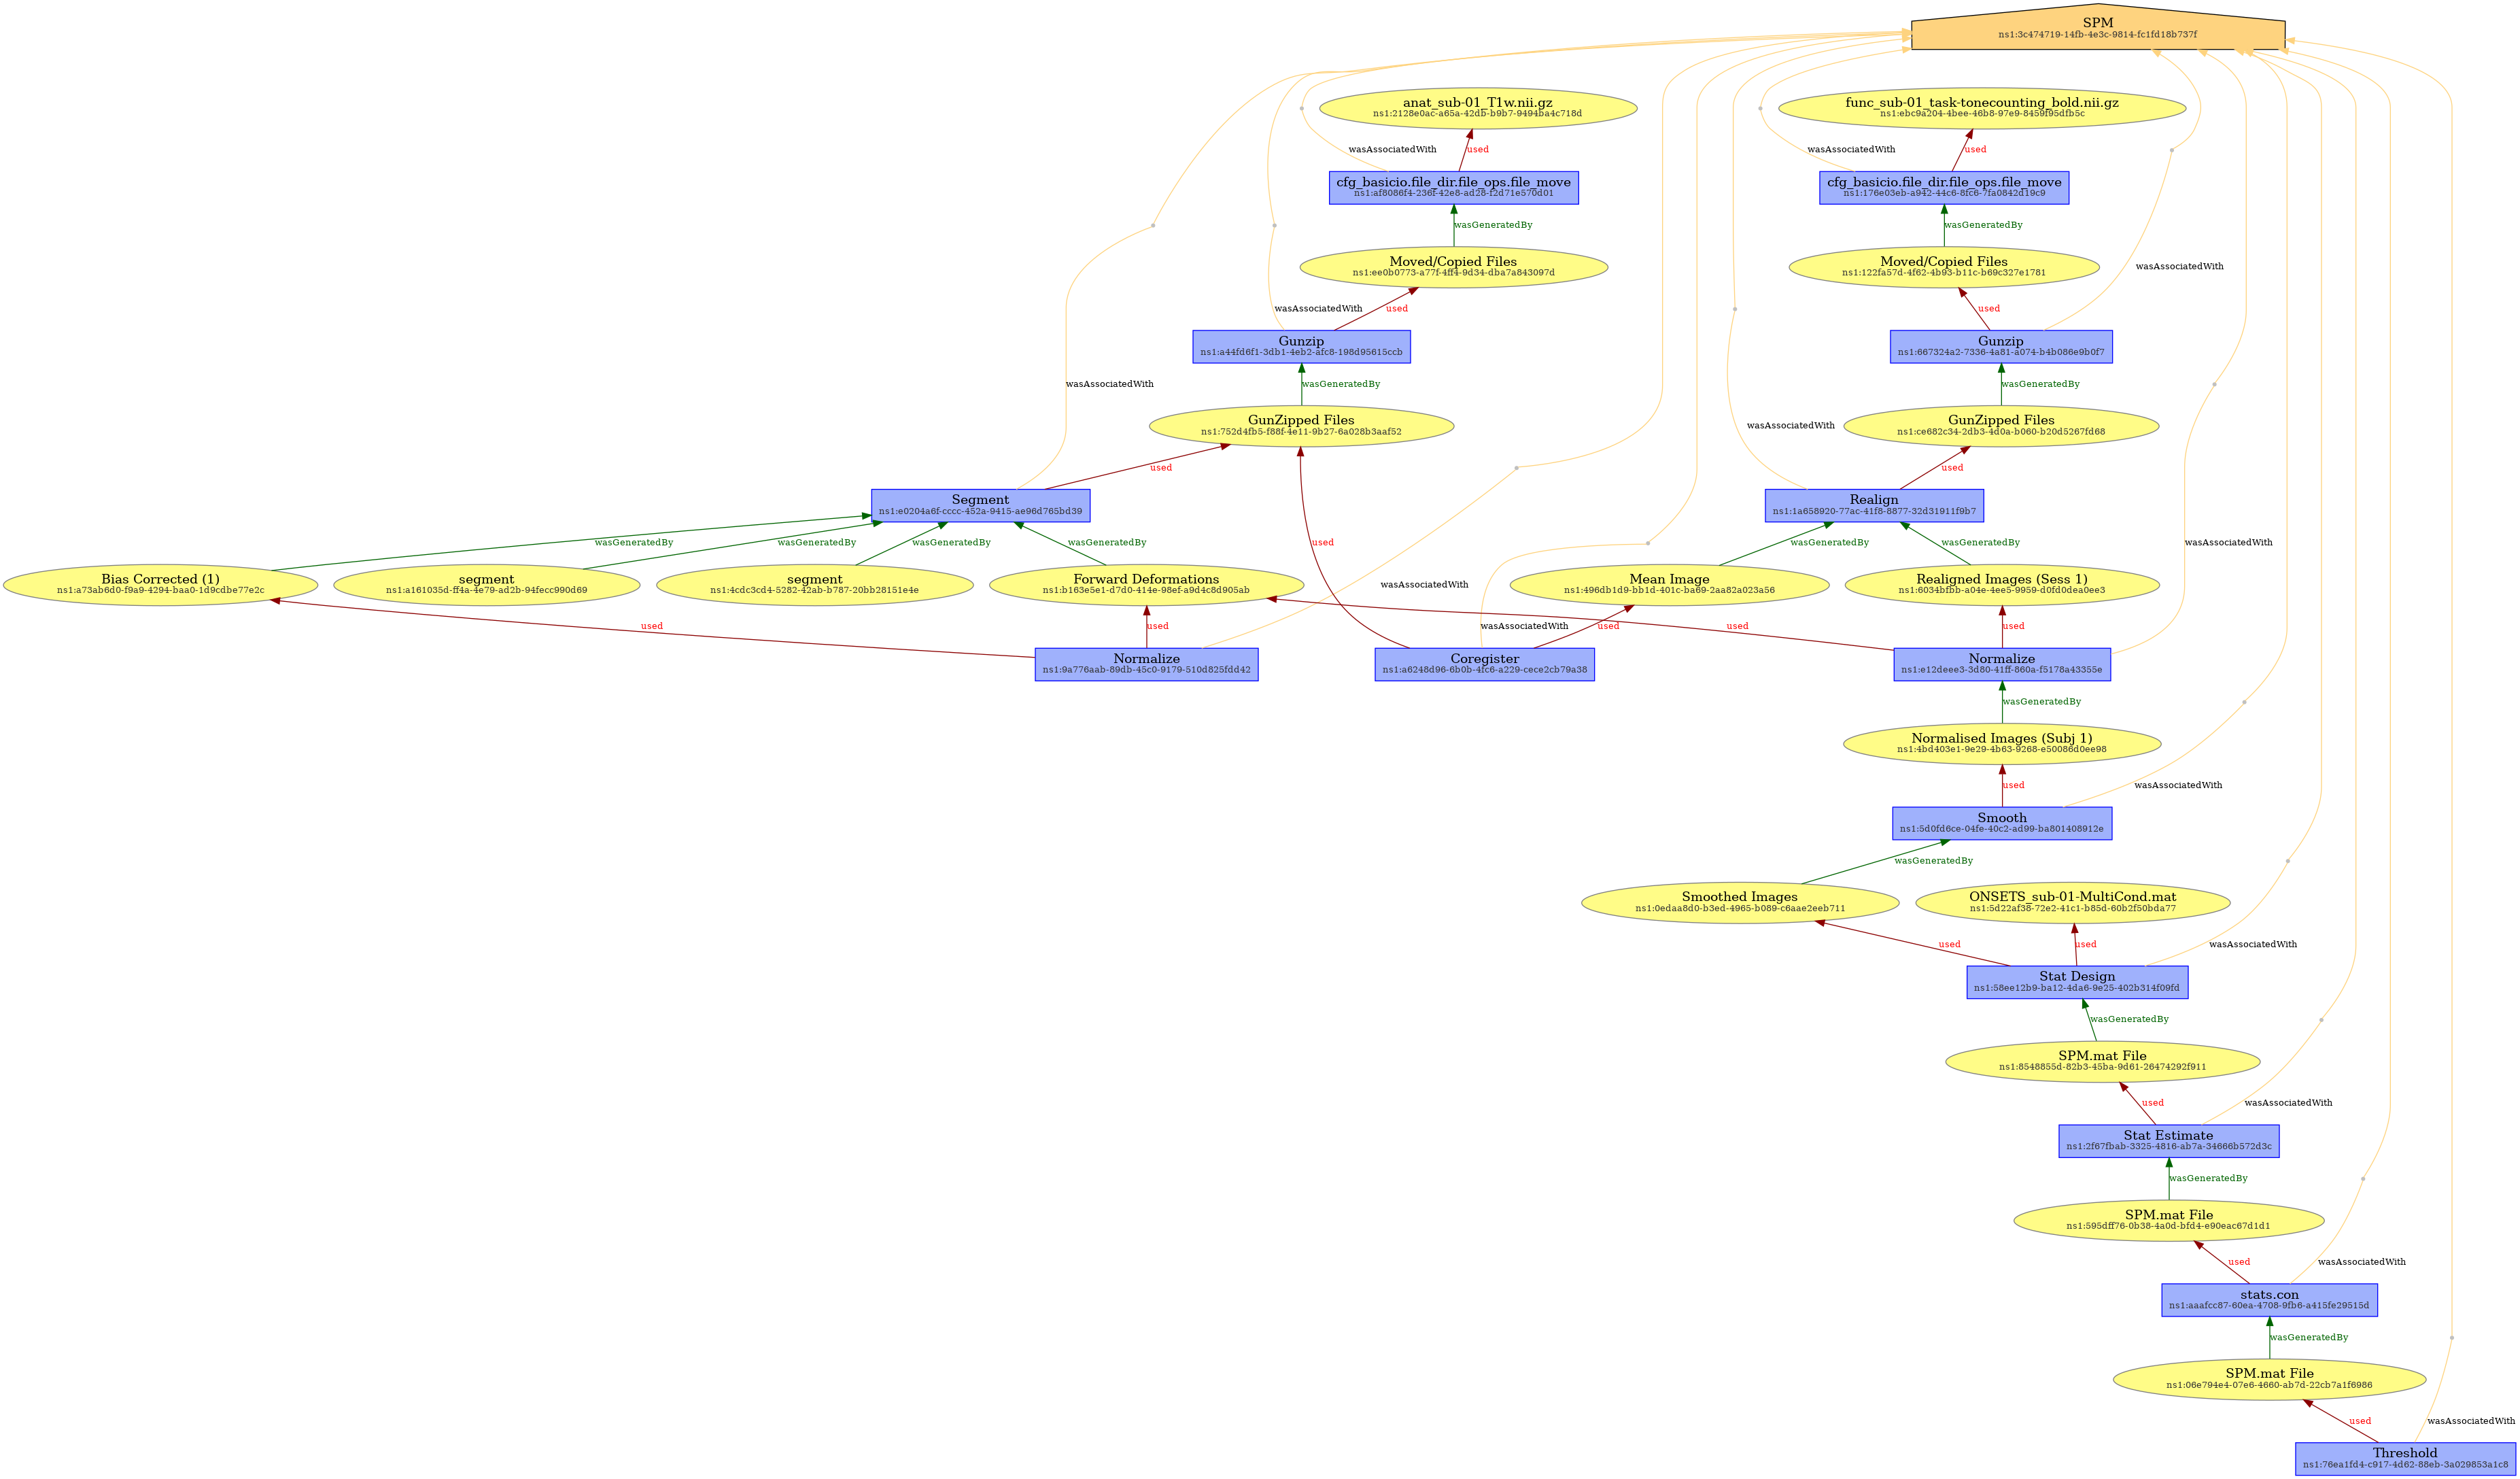 SPM
ns1:3c474719-14fb-4e3c-9814-fc1fd18b737f
anat_sub-01_T1w.nii.gz
ns1:2128e0ac-a65a-42db-b9b7-9494ba4c718d
func_sub-01_task-tonecounting_bold.nii.gz
ns1:ebc9a204-4bee-46b8-97e9-8459f95dfb5c
wasAssociatedWith
used
wasAssociatedWith
used
cfg_basicio.file_dir.file_ops.file_move
ns1:af8086f4-236f-42e8-ad28-f2d71e570d01
cfg_basicio.file_dir.file_ops.file_move
ns1:176e03eb-a942-44c6-8fc6-7fa0842d19c9
wasGeneratedBy
wasGeneratedBy
Moved/Copied Files
ns1:ee0b0773-a77f-4ff4-9d34-dba7a843097d
Moved/Copied Files
ns1:122fa57d-4f62-4b93-b11c-b69c327e1781
wasAssociatedWith
wasAssociatedWith
used
used
Gunzip
ns1:a44fd6f1-3db1-4eb2-afc8-198d95615ccb
Gunzip
ns1:667324a2-7336-4a81-a074-b4b086e9b0f7
wasAssociatedWith
wasGeneratedBy
wasGeneratedBy
GunZipped Files
ns1:752d4fb5-f88f-4e11-9b27-6a028b3aaf52
GunZipped Files
ns1:ce682c34-2db3-4d0a-b060-b20d5267fd68
wasAssociatedWith
used
used
Segment
ns1:e0204a6f-cccc-452a-9415-ae96d765bd39
Realign
ns1:1a658920-77ac-41f8-8877-32d31911f9b7
wasGeneratedBy
wasGeneratedBy
wasGeneratedBy
wasGeneratedBy
used
wasGeneratedBy
wasGeneratedBy
wasAssociatedWith
Bias Corrected (1)
ns1:a73ab6d0-f9a9-4294-baa0-1d9cdbe77e2c
segment
ns1:a161035d-ff4a-4e79-ad2b-94fecc990d69
segment
ns1:4cdc3cd4-5282-42ab-b787-20bb28151e4e
Forward Deformations
ns1:b163e5e1-d7d0-414e-98ef-a9d4c8d905ab
Mean Image
ns1:496db1d9-bb1d-401c-ba69-2aa82a023a56
Realigned Images (Sess 1)
ns1:6034bfbb-a04e-4ee5-9959-d0fd0dea0ee3
wasAssociatedWith
used
used
wasAssociatedWith
used
used
used
Normalize
ns1:9a776aab-89db-45c0-9179-510d825fdd42
Coregister
ns1:a6248d96-6b0b-4fc6-a229-cece2cb79a38
Normalize
ns1:e12deee3-3d80-41ff-860a-f5178a43355e
wasGeneratedBy
Normalised Images (Subj 1)
ns1:4bd403e1-9e29-4b63-9268-e50086d0ee98
used
wasAssociatedWith
Smooth
ns1:5d0fd6ce-04fe-40c2-ad99-ba801408912e
wasGeneratedBy
Smoothed Images
ns1:0edaa8d0-b3ed-4965-b089-c6aae2eeb711
ONSETS_sub-01-MultiCond.mat
ns1:5d22af38-72e2-41c1-b85d-60b2f50bda77
used
used
wasAssociatedWith
Stat Design
ns1:58ee12b9-ba12-4da6-9e25-402b314f09fd
wasGeneratedBy
SPM.mat File
ns1:8548855d-82b3-45ba-9d61-26474292f911
used
wasAssociatedWith
Stat Estimate
ns1:2f67fbab-3325-4816-ab7a-34666b572d3c
wasGeneratedBy
SPM.mat File
ns1:595dff76-0b38-4a0d-bfd4-e90eac67d1d1
used
wasAssociatedWith
stats.con
ns1:aaafcc87-60ea-4708-9fb6-a415fe29515d
wasGeneratedBy
SPM.mat File
ns1:06e794e4-07e6-4660-ab7d-22cb7a1f6986
used
wasAssociatedWith
Threshold
ns1:76ea1fd4-c917-4d62-88eb-3a029853a1c8